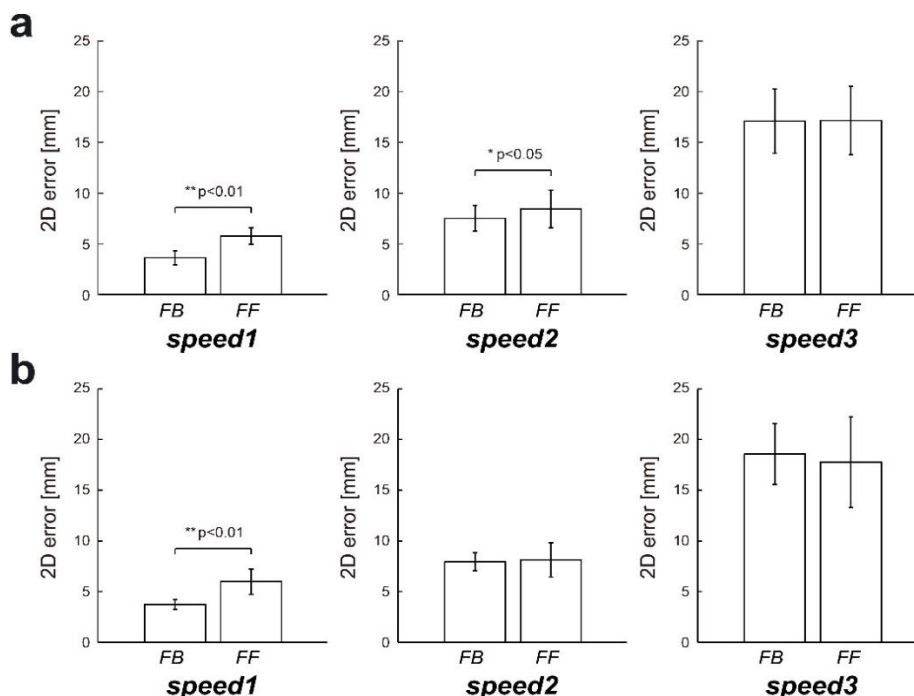 a
2D error [mm]
25
20
15
10
5
0
**p<0.01
FB FF
speed1
2D error [mm]
25
20
15
10
5
0
* p<0.05
FB FF
speed2
2D error [mm]
25
20
15
10
5
0
FB FF
speed3
b
2D error [mm]
25
20
15
10
5
0
**p<0.01
FB FF
speed1
2D error [mm]
25
20
15
10
5
0
FB FF
speed2
2D error [mm]
25
20
15
10
5
0
FB FF
speed3